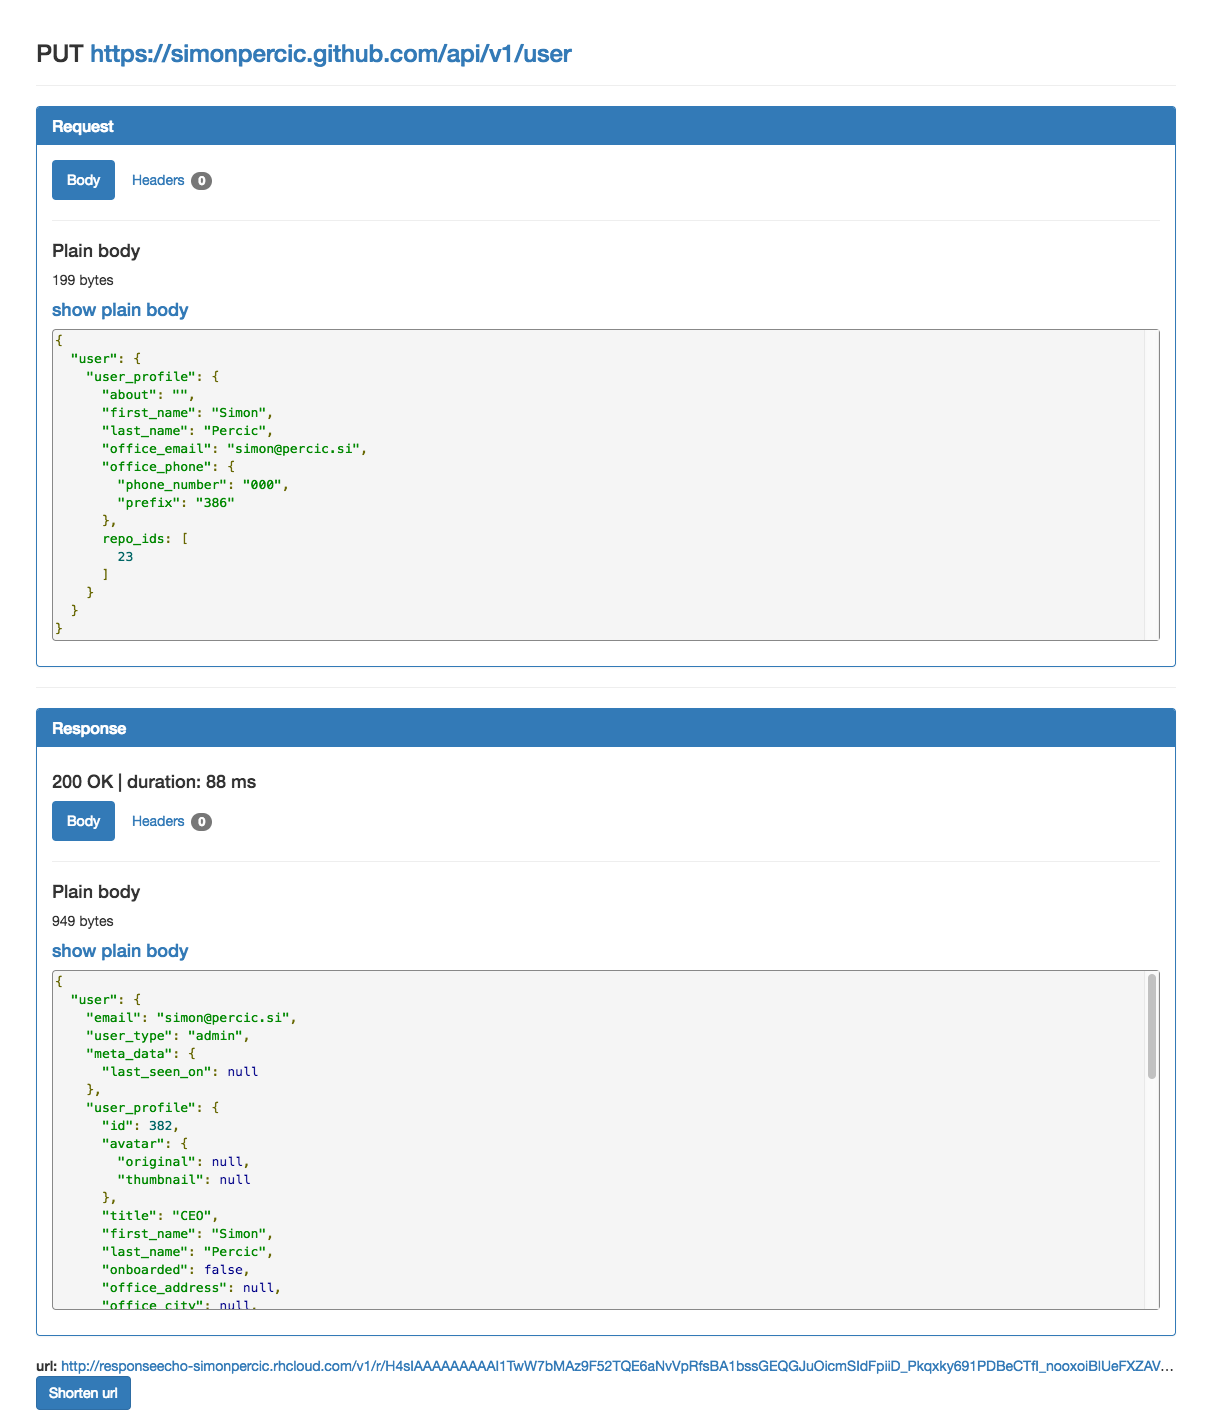 PUT https://simonpercic.github.com/api/v1/user
Request
Body Headers 0
Plain body
199 bytes
show plain body
{
  "user": {
    "user_profile": {
      "about": "",
      "first_name": "Simon",
      "last_name": "Percic",
      "office_email": "simon@percic.si",
      "office_phone": {
        "phone_number": "000",
        "prefix": "386"
      },
      repo_ids: [
        23
      ]
    }
  }
}
Response
200 OK | duration: 88 ms
Body Headers 0
Plain body
949 bytes
show plain body
{
  "user": {
    "email": "simon@percic.si",
    "user_type": "admin",
    "meta_data": {
      "last_seen_on": null
    },
    "user_profile": {
      "id": 382,
      "avatar": {
        "original": null,
        "thumbnail": null
      },
      "title": "CEO",
      "first_name": "Simon",
      "last_name": "Percic",
      "onboarded": false,
      "office_address": null,
      "office_city": null,
url: http://responseecho-simonpercic.rhcloud.com/v1/r/H4sIAAAAAAAAAI1TwW7bMAz9F52TQE6aNvVpRfsBA1bssGEQGJuOicmSIdFpiiD_Pkqxky691PDBeCTfI_nooxoiBlUeFXZAV...
Shorten url